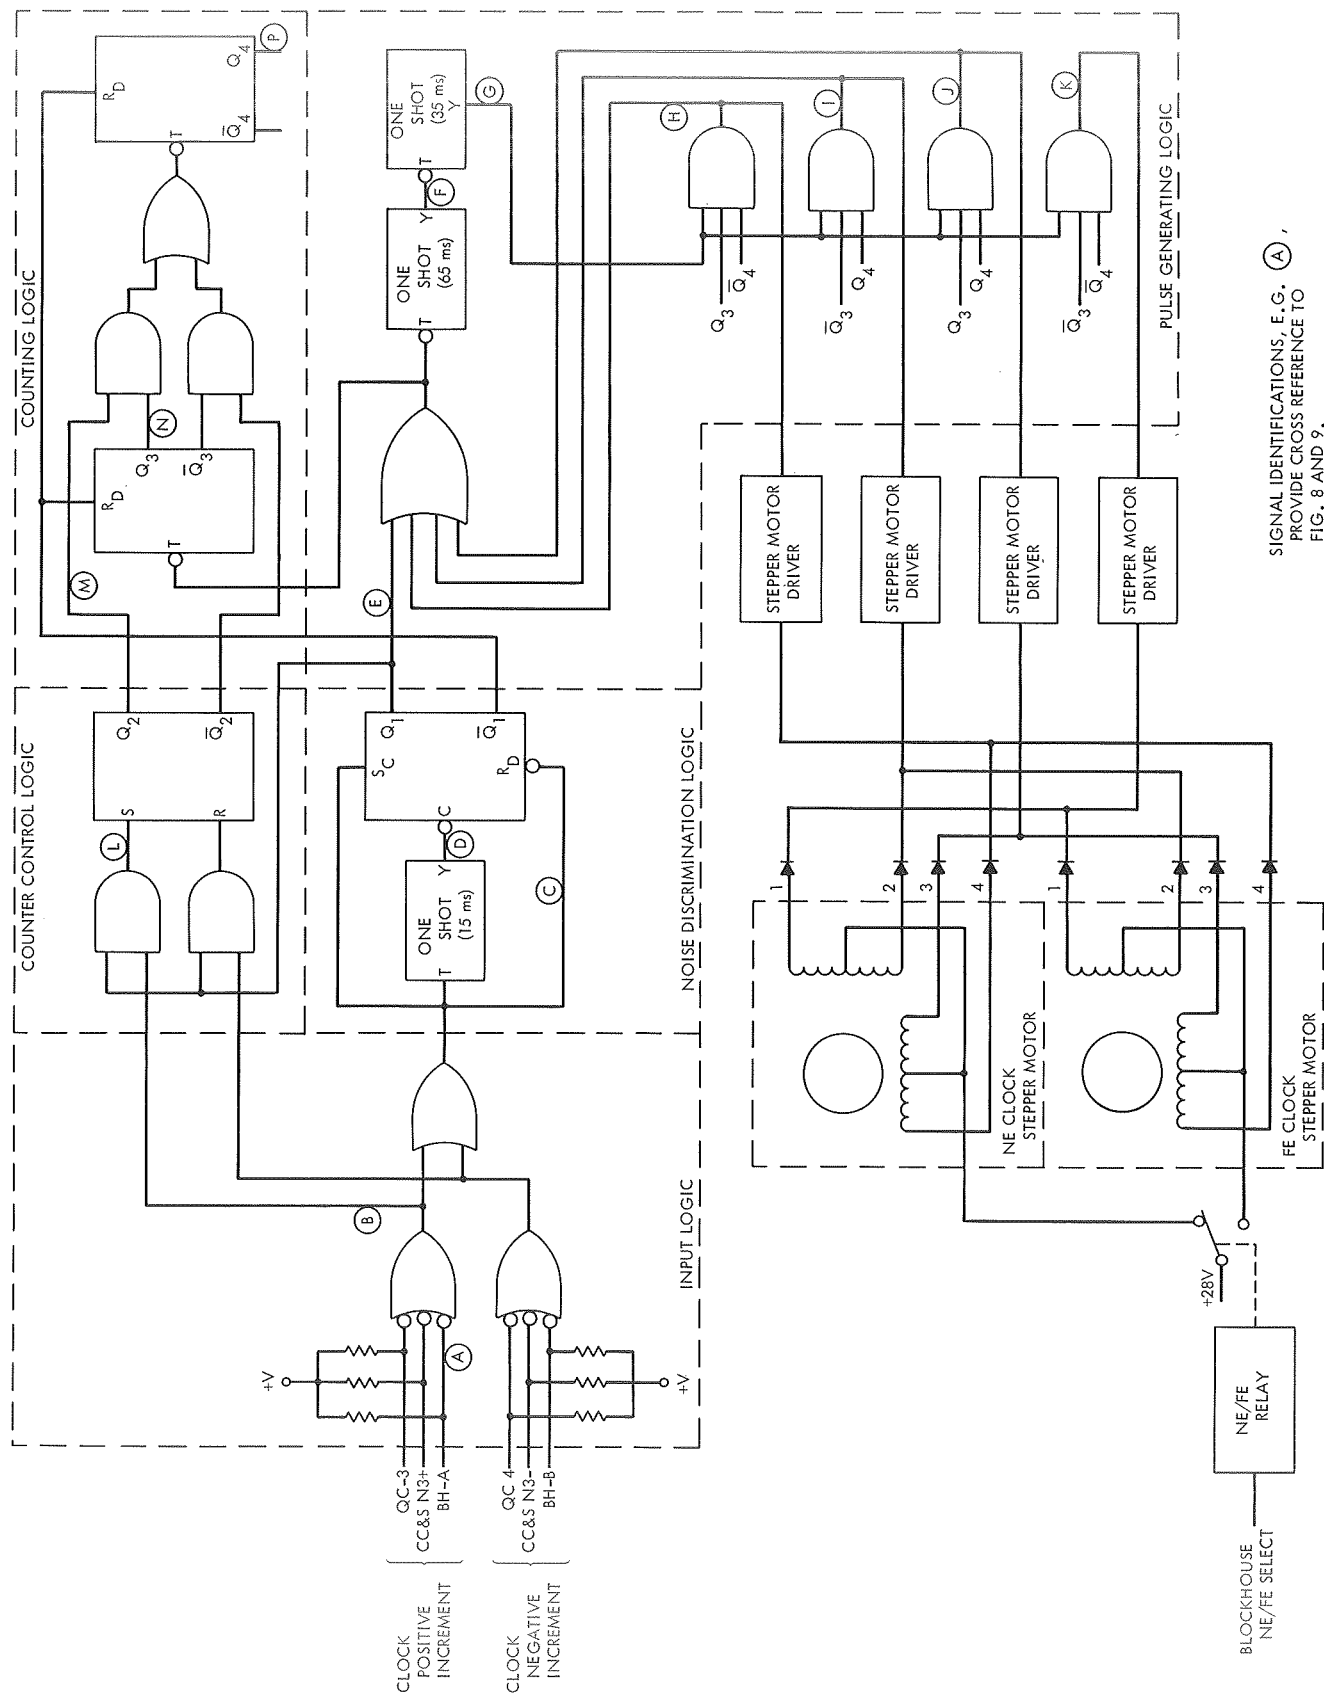 COUNTING LOGIC
R_D
Q_4
P
T
Q̅_4
M
R_D
Q_3
N
Q̅_3
T
ONE
SHOT
(35 ms)
Y
G
T
F
Y
ONE
SHOT
(65 ms)
T
H
I
J
K
Q_3
Q̅_4
Q̅_3
Q_4
Q_3
Q_4
Q̅_3
Q̅_4
PULSE GENERATING LOGIC
E
COUNTER CONTROL LOGIC
Q_2
Q̅_2
S
R
L
S_C
Q_1
Q̅_1
R_D
C
D
Y
ONE
SHOT
(15 ms)
T
C
NOISE DISCRIMINATION LOGIC
STEPPER MOTOR
DRIVER
STEPPER MOTOR
DRIVER
STEPPER MOTOR
DRIVER
STEPPER MOTOR
DRIVER
1
2
3
4
1
2
3
4
NE CLOCK
STEPPER MOTOR
FE CLOCK
STEPPER MOTOR
B
INPUT LOGIC
A
+V
+V
QC-3
CC&S N3+
BH-A
QC 4
CC&S N3-
BH-B
CLOCK
POSITIVE
INCREMENT
CLOCK
NEGATIVE
INCREMENT
+28V
NE/FE
RELAY
BLOCKHOUSE
NE/FE SELECT
SIGNAL IDENTIFICATIONS, E.G. A ,
PROVIDE CROSS REFERENCE TO
FIG. 8 AND 9.